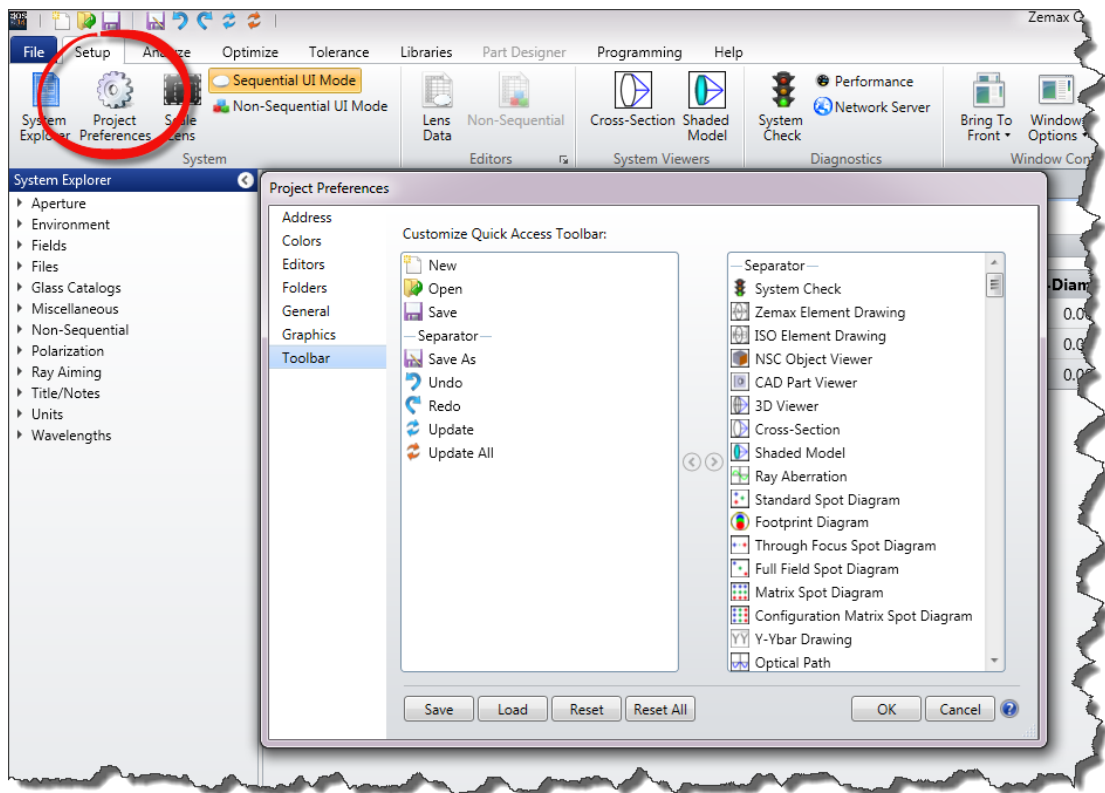 Zemax O
File Setup Analyze Optimize Tolerance Libraries Part Designer Programming Help
Sequential UI Mode
Non-Sequential UI Mode
System Explorer
Project Preferences
Scale Lens
Lens Data
Non-Sequential
Cross-Section
Shaded Model
System Check
Performance
Network Server
Bring To Front
Window Options
System
Editors
System Viewers
Diagnostics
Window Con
System Explorer
Aperture
Environment
Fields
Files
Glass Catalogs
Miscellaneous
Non-Sequential
Polarization
Ray Aiming
Title/Notes
Units
Wavelengths
Project Preferences
Address
Colors
Editors
Folders
General
Graphics
Toolbar
Customize Quick Access Toolbar:
New
Open
Save
Separator
Save As
Undo
Redo
Update
Update All
Separator
System Check
Zemax Element Drawing
ISO Element Drawing
NSC Object Viewer
CAD Part Viewer
3D Viewer
Cross-Section
Shaded Model
Ray Aberration
Standard Spot Diagram
Footprint Diagram
Through Focus Spot Diagram
Full Field Spot Diagram
Matrix Spot Diagram
Configuration Matrix Spot Diagram
Y-Ybar Drawing
Optical Path
Save Load Reset Reset All OK Cancel